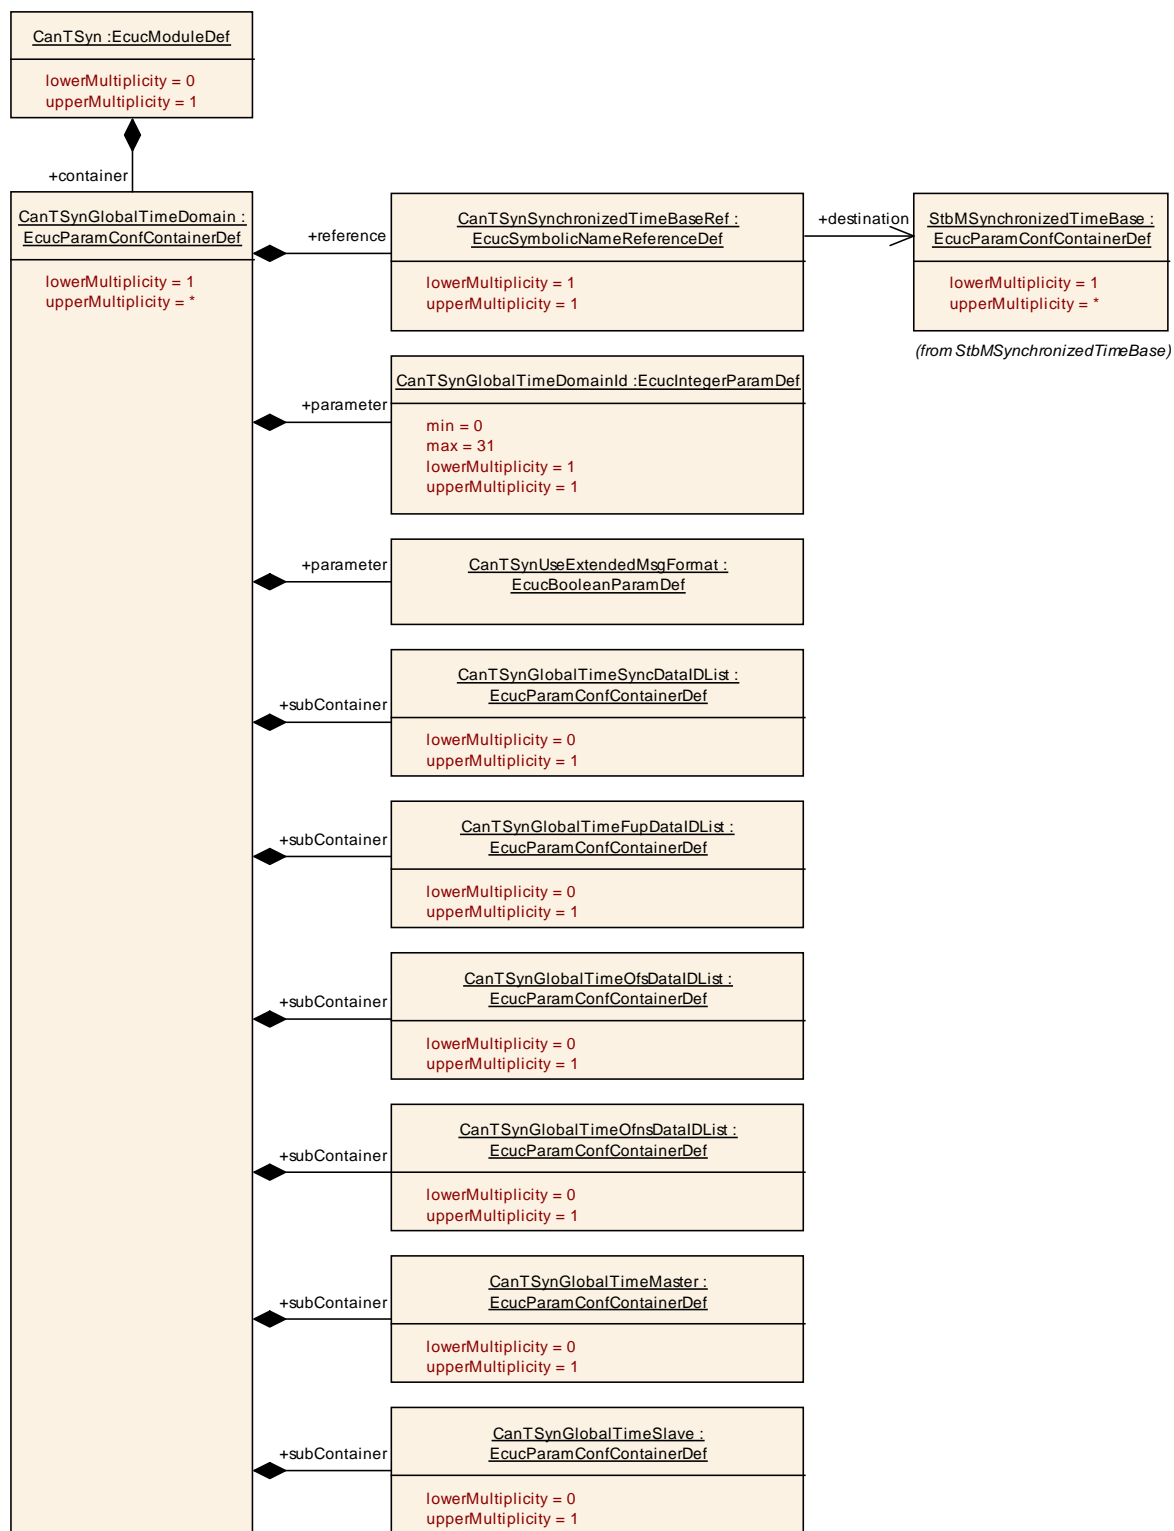 CanTSyn :EcucModuleDef
lowerMultiplicity = 0
upperMultiplicity = 1
+container
CanTSynGlobalTimeDomain :
EcucParamConfContainerDef
lowerMultiplicity = 1
upperMultiplicity = *
+reference
CanTSynSynchronizedTimeBaseRef :
EcucSymbolicNameReferenceDef
lowerMultiplicity = 1
upperMultiplicity = 1
+destination
StbMSynchronizedTimeBase :
EcucParamConfContainerDef
lowerMultiplicity = 1
upperMultiplicity = *
(from StbMSynchronizedTimeBase)
+parameter
CanTSynGlobalTimeDomainId :EcucIntegerParamDef
min = 0
max = 31
lowerMultiplicity = 1
upperMultiplicity = 1
+parameter
CanTSynUseExtendedMsgFormat :
EcucBooleanParamDef
+subContainer
CanTSynGlobalTimeSyncDataIDList :
EcucParamConfContainerDef
lowerMultiplicity = 0
upperMultiplicity = 1
+subContainer
CanTSynGlobalTimeFupDataIDList :
EcucParamConfContainerDef
lowerMultiplicity = 0
upperMultiplicity = 1
+subContainer
CanTSynGlobalTimeOfsDataIDList :
EcucParamConfContainerDef
lowerMultiplicity = 0
upperMultiplicity = 1
+subContainer
CanTSynGlobalTimeOfnsDataIDList :
EcucParamConfContainerDef
lowerMultiplicity = 0
upperMultiplicity = 1
+subContainer
CanTSynGlobalTimeMaster :
EcucParamConfContainerDef
lowerMultiplicity = 0
upperMultiplicity = 1
+subContainer
CanTSynGlobalTimeSlave :
EcucParamConfContainerDef
lowerMultiplicity = 0
upperMultiplicity = 1